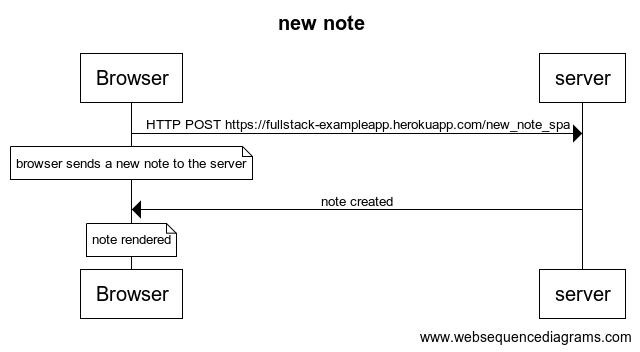 new note
Browser
server
HTTP POST https://fullstack-exampleapp.herokuapp.com/new_note_spa
browser sends a new note to the server
note created
note rendered
Browser
server
www.websequencediagrams.com